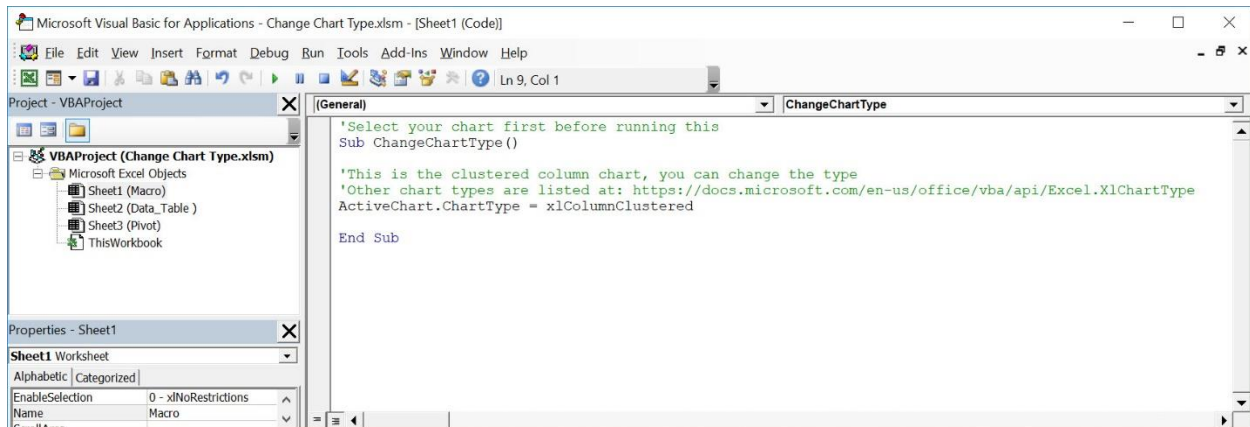 Microsoft Visual Basic for Applications - Change Chart Type.xlsm - [Sheet1 (Code)]
File Edit View Insert Format Debug Run Tools Add-Ins Window Help
Ln 9, Col 1
Project - VBAProject
(General)
ChangeChartType
VBAProject (Change Chart Type.xlsm)
Microsoft Excel Objects
Sheet1 (Macro)
Sheet2 (Data_Table )
Sheet3 (Pivot)
ThisWorkbook
'Select your chart first before running this
Sub ChangeChartType()
'This is the clustered column chart, you can change the type
'Other chart types are listed at: https://docs.microsoft.com/en-us/office/vba/api/Excel.XlChartType
ActiveChart.ChartType = xlColumnClustered
End Sub
Properties - Sheet1
Sheet1 Worksheet
Alphabetic Categorized
EnableSelection 0 - xlNoRestrictions
Name Macro